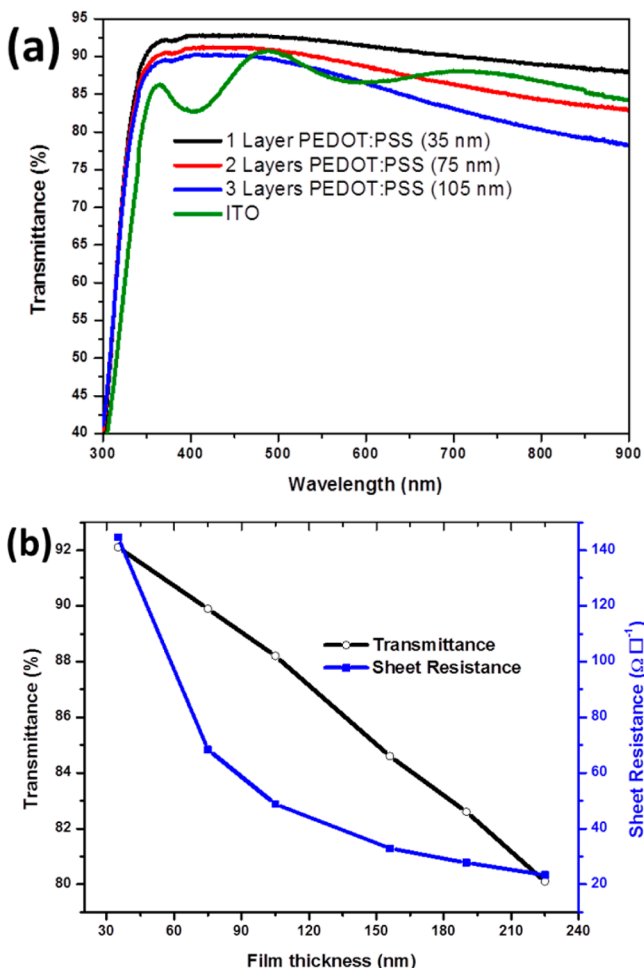 (a)
100
95
90
85
80
75
70
65
60
55
50
45
40
Transmittance (%)
1 Layer PEDOT:PSS (35 nm)
2 Layers PEDOT:PSS (75 nm)
3 Layers PEDOT:PSS (105 nm)
ITO
300 400 500 600 700 800 900
Wavelength (nm)
(b)
92
90
88
86
84
82
80
Transmittance (%)
Transmittance
Sheet Resistance
140
120
100
80
60
40
20
Sheet Resistance (Ω □⁻¹)
30 60 90 120 150 180 210 240
Film thickness (nm)